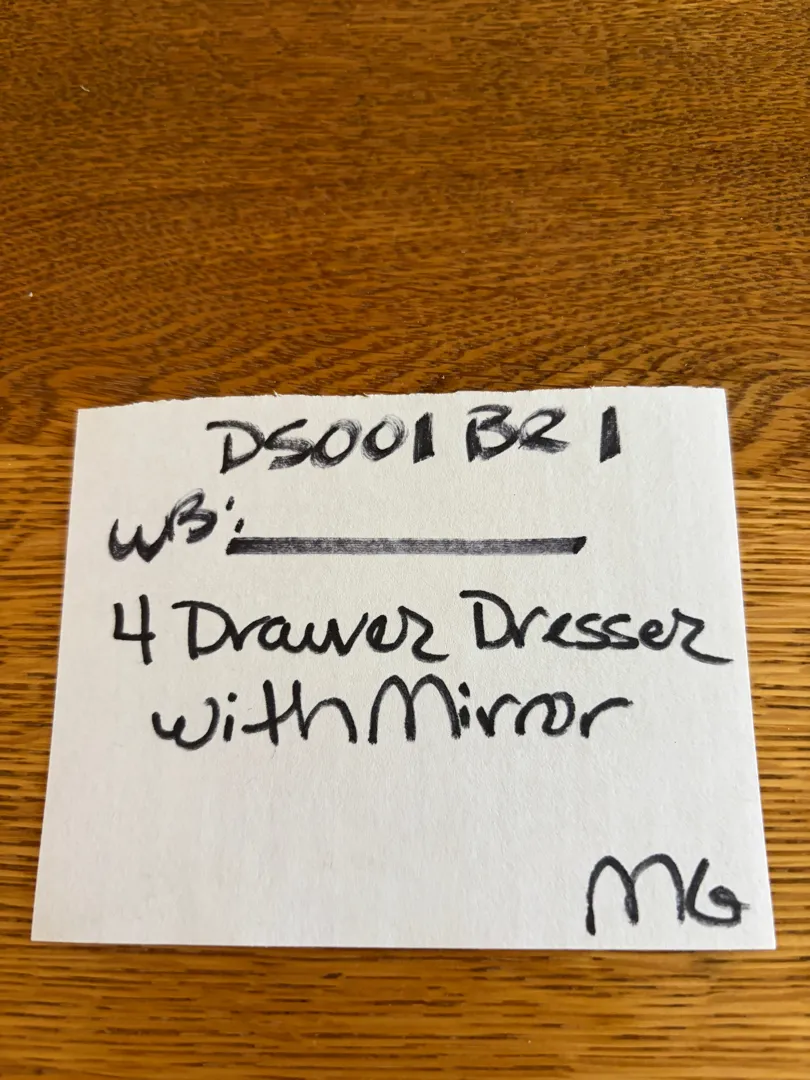 DS001 BR 1
WB: 
4 Drawer Dresser
with Mirror
MG